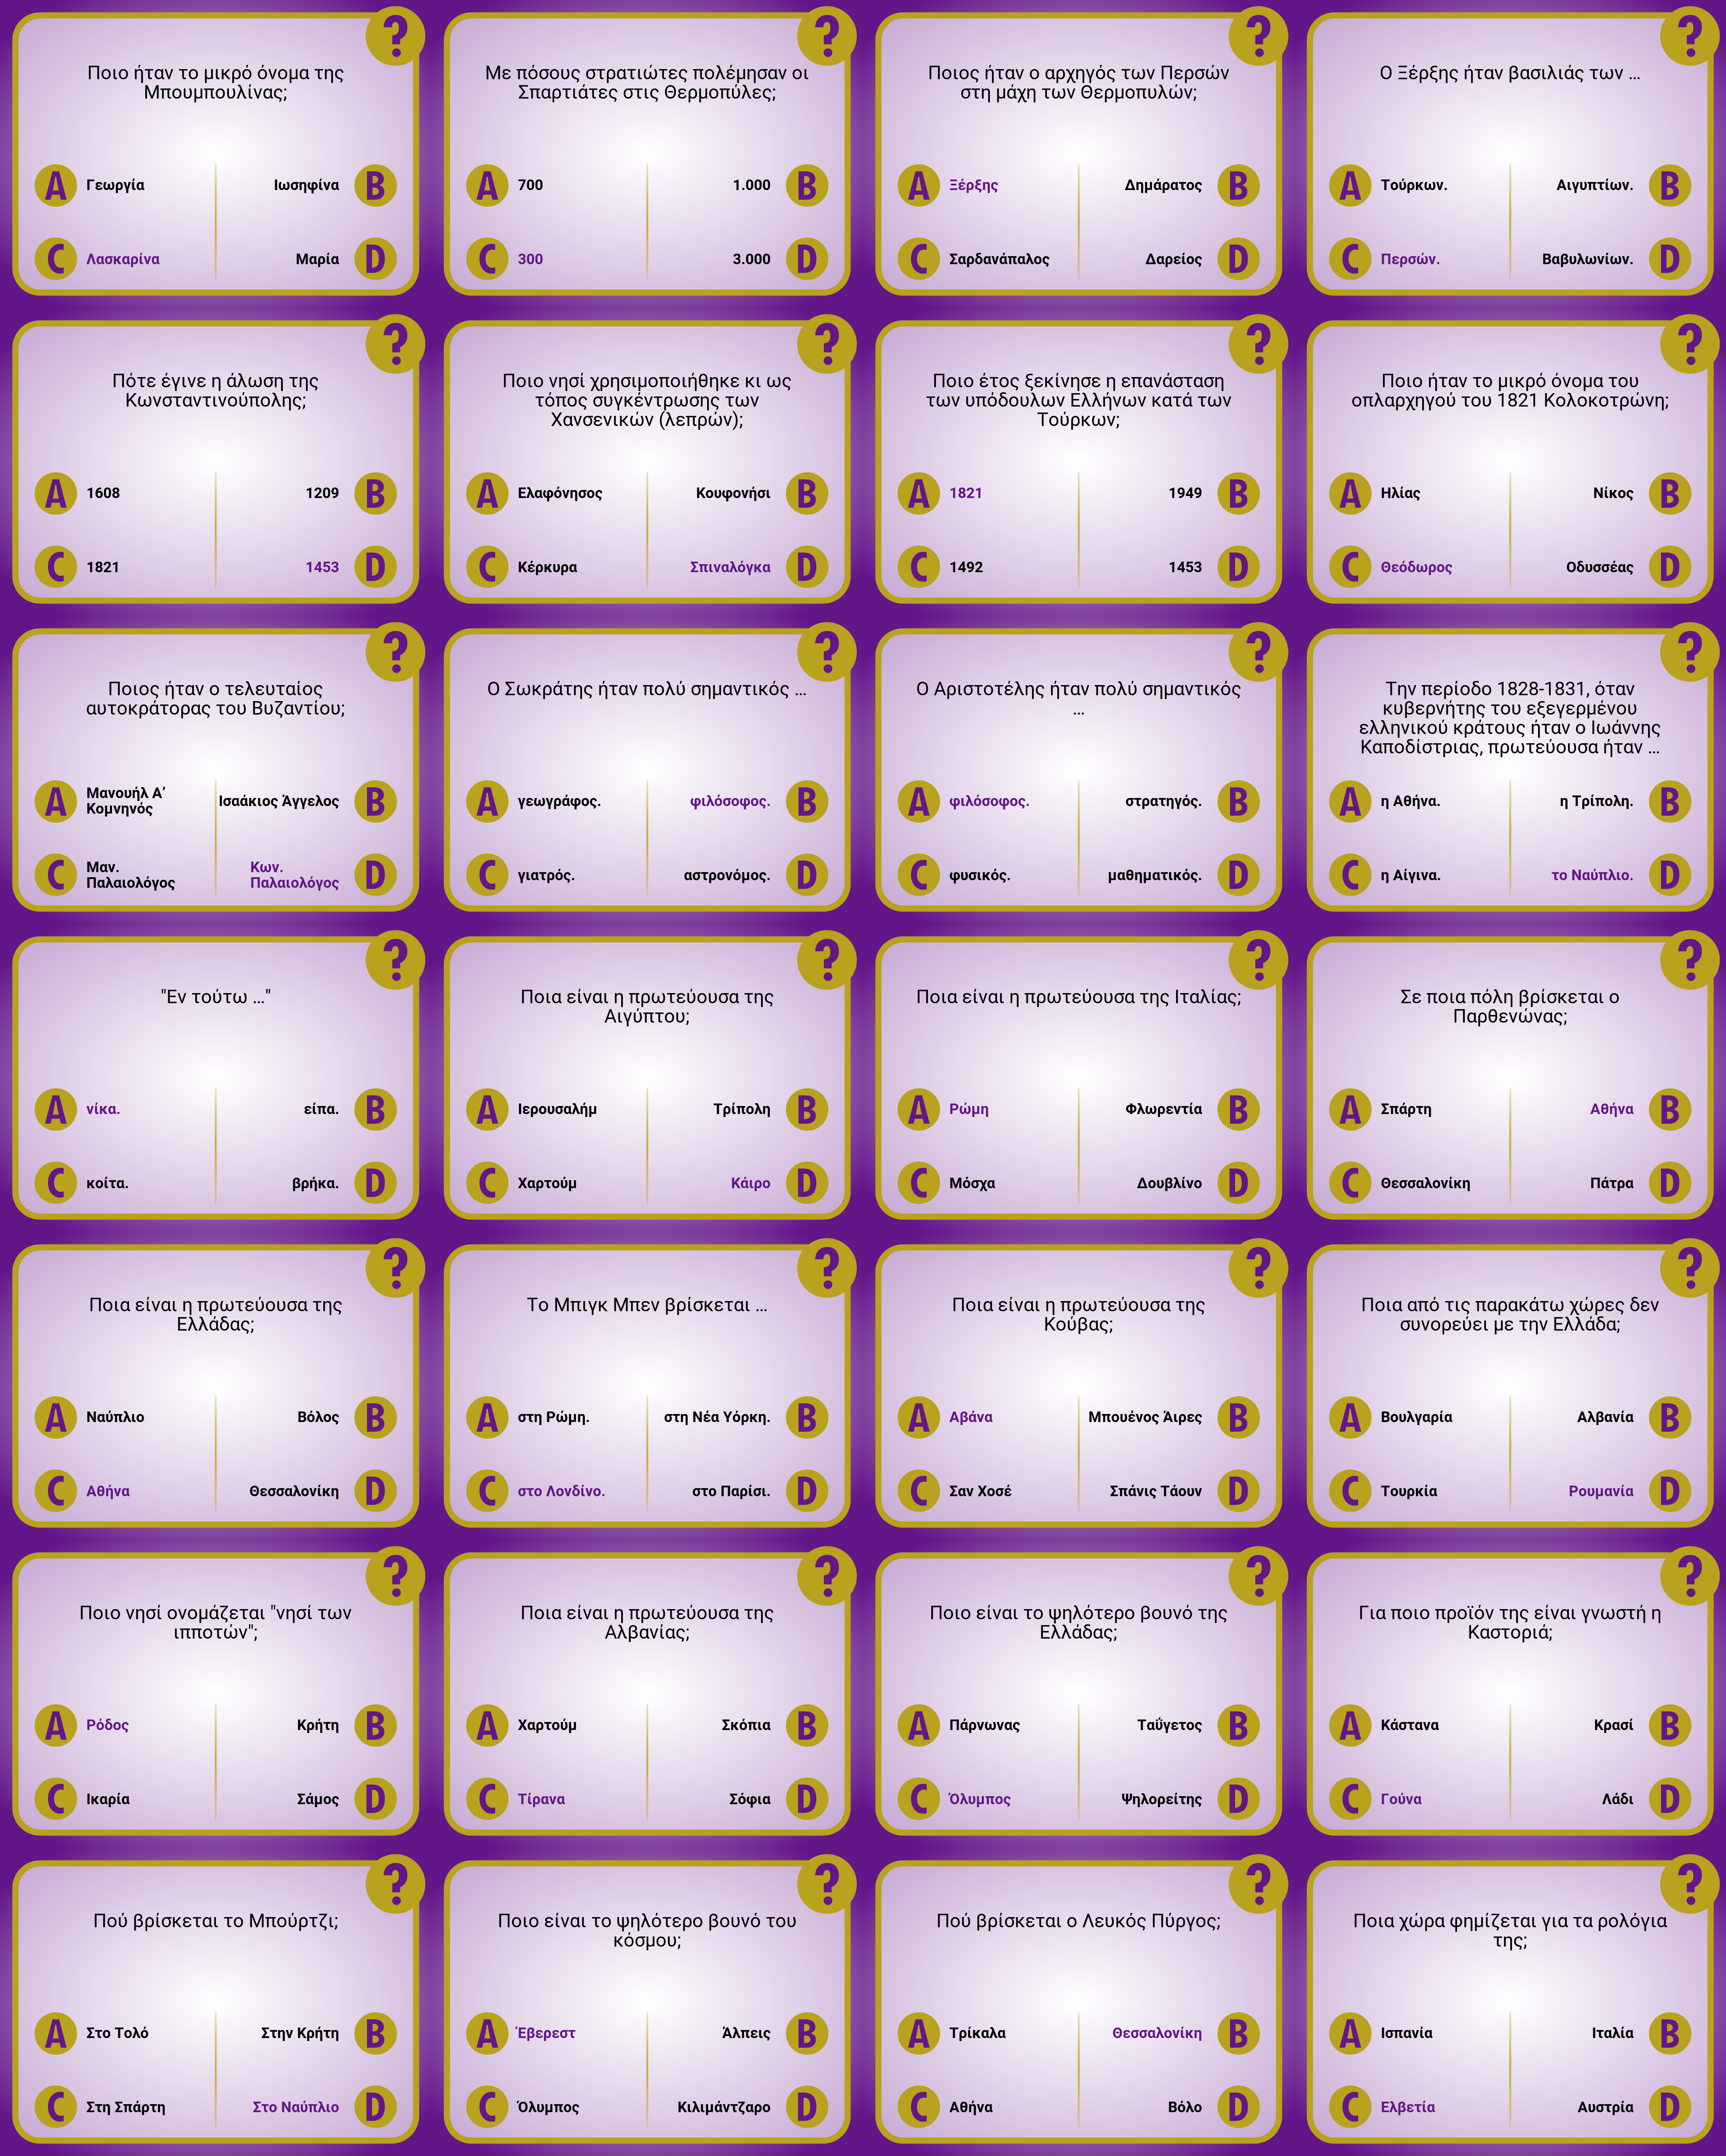 ?
Ποιο ήταν το μικρό όνομα της
Μπουμπουλίνας;
A Γεωργία
Ιωσηφίνα B
C Λασκαρίνα
Μαρία D
?
Με πόσους στρατιώτες πολέμησαν οι
Σπαρτιάτες στις Θερμοπύλες;
A 700
1.000 B
C 300
3.000 D
?
Ποιος ήταν ο αρχηγός των Περσών
στη μάχη των Θερμοπυλών;
A Ξέρξης
Δημάρατος B
C Σαρδανάπαλος
Δαρείος D
?
Ο Ξέρξης ήταν βασιλιάς των ...
A Τούρκων.
Αιγυπτίων. B
C Περσών.
Βαβυλωνίων. D
?
Πότε έγινε η άλωση της
Κωνσταντινούπολης;
A 1608
1209 B
C 1821
1453 D
?
Ποιο νησί χρησιμοποιήθηκε κι ως
τόπος συγκέντρωσης των
Χανσενικών (λεπρών);
A Ελαφόνησος
Κουφονήσι B
C Κέρκυρα
Σπιναλόγκα D
?
Ποιο έτος ξεκίνησε η επανάσταση
των υπόδουλων Ελλήνων κατά των
Τούρκων;
A 1821
1949 B
C 1492
1453 D
?
Ποιο ήταν το μικρό όνομα του
οπλαρχηγού του 1821 Κολοκοτρώνη;
A Ηλίας
Νίκος B
C Θεόδωρος
Οδυσσέας D
?
Ποιος ήταν ο τελευταίος
αυτοκράτορας του Βυζαντίου;
A Μανουήλ Α’
Κομνηνός
Ισαάκιος Άγγελος B
C Μαν.
Παλαιολόγος
Κων.
Παλαιολόγος D
?
Ο Σωκράτης ήταν πολύ σημαντικός ...
A γεωγράφος.
φιλόσοφος. B
C γιατρός.
αστρονόμος. D
?
Ο Αριστοτέλης ήταν πολύ σημαντικός
...
A φιλόσοφος.
στρατηγός. B
C φυσικός.
μαθηματικός. D
?
Την περίοδο 1828-1831, όταν
κυβερνήτης του εξεγερμένου
ελληνικού κράτους ήταν ο Ιωάννης
Καποδίστριας, πρωτεύουσα ήταν ...
A η Αθήνα.
η Τρίπολη. B
C η Αίγινα.
το Ναύπλιο. D
?
"Εν τούτω ..."
A νίκα.
είπα. B
C κοίτα.
βρήκα. D
?
Ποια είναι η πρωτεύουσα της
Αιγύπτου;
A Ιερουσαλήμ
Τρίπολη B
C Χαρτούμ
Κάιρο D
?
Ποια είναι η πρωτεύουσα της Ιταλίας;
A Ρώμη
Φλωρεντία B
C Μόσχα
Δουβλίνο D
?
Σε ποια πόλη βρίσκεται ο
Παρθενώνας;
A Σπάρτη
Αθήνα B
C Θεσσαλονίκη
Πάτρα D
?
Ποια είναι η πρωτεύουσα της
Ελλάδας;
A Ναύπλιο
Βόλος B
C Αθήνα
Θεσσαλονίκη D
?
Το Μπιγκ Μπεν βρίσκεται ...
A στη Ρώμη.
στη Νέα Υόρκη. B
C στο Λονδίνο.
στο Παρίσι. D
?
Ποια είναι η πρωτεύουσα της
Κούβας;
A Αβάνα
Μπουένος Άιρες B
C Σαν Χοσέ
Σπάνις Τάουν D
?
Ποια από τις παρακάτω χώρες δεν
συνορεύει με την Ελλάδα;
A Βουλγαρία
Αλβανία B
C Τουρκία
Ρουμανία D
?
Ποιο νησί ονομάζεται "νησί των
ιπποτών";
A Ρόδος
Κρήτη B
C Ικαρία
Σάμος D
?
Ποια είναι η πρωτεύουσα της
Αλβανίας;
A Χαρτούμ
Σκόπια B
C Τίρανα
Σόφια D
?
Ποιο είναι το ψηλότερο βουνό της
Ελλάδας;
A Πάρνωνας
Ταΰγετος B
C Όλυμπος
Ψηλορείτης D
?
Για ποιο προϊόν της είναι γνωστή η
Καστοριά;
A Κάστανα
Κρασί B
C Γούνα
Λάδι D
?
Πού βρίσκεται το Μπούρτζι;
A Στο Τολό
Στην Κρήτη B
C Στη Σπάρτη
Στο Ναύπλιο D
?
Ποιο είναι το ψηλότερο βουνό του
κόσμου;
A Έβερεστ
Άλπεις B
C Όλυμπος
Κιλιμάντζαρο D
?
Πού βρίσκεται ο Λευκός Πύργος;
A Τρίκαλα
Θεσσαλονίκη B
C Αθήνα
Βόλο D
?
Ποια χώρα φημίζεται για τα ρολόγια
της;
A Ισπανία
Ιταλία B
C Ελβετία
Αυστρία D